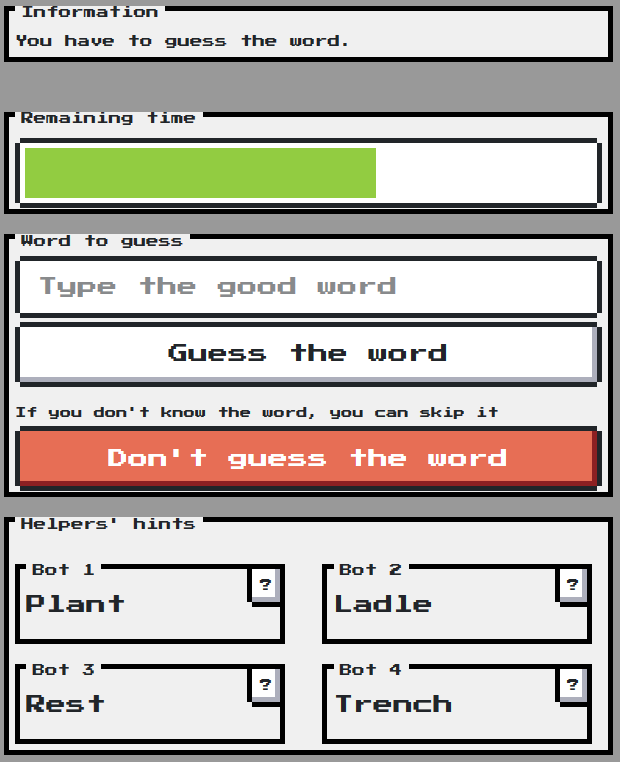 Information
You have to guess the word.
Remaining time
Word to guess
Type the good word
Guess the word
If you don't know the word, you can skip it
Don't guess the word
Helpers' hints
Bot 1
?
Plant
Bot 2
?
Ladle
Bot 3
?
Rest
Bot 4
?
Trench